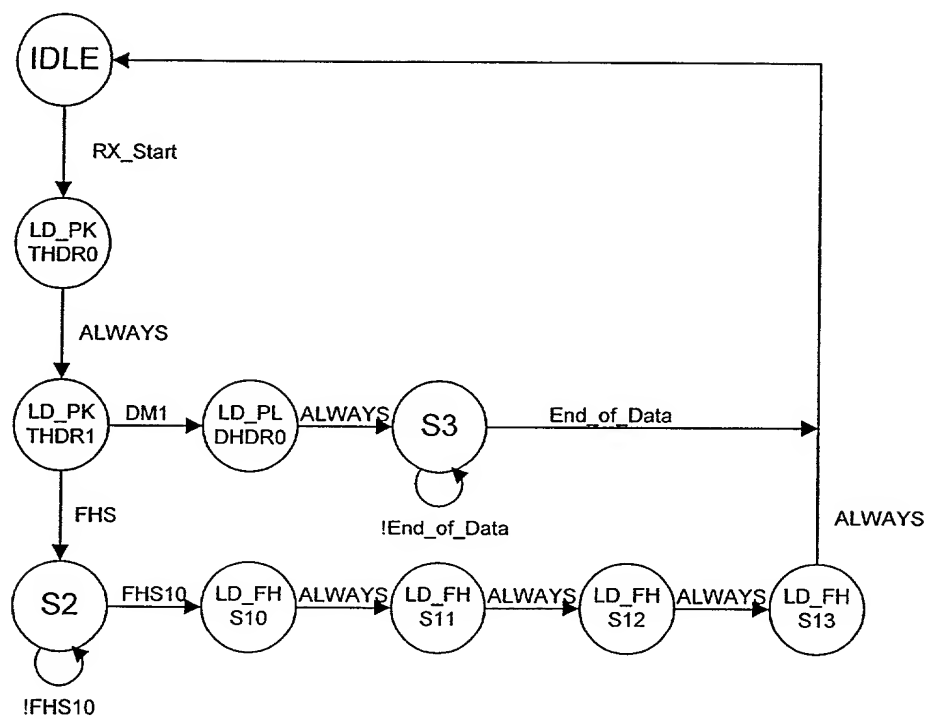 IDLE
RX_Start
LD_PK
THDR0
ALWAYS
LD_PK
THDR1
DM1
LD_PL
DHDR0
ALWAYS
S3
End_of_Data
!End_of_Data
FHS
ALWAYS
S2
FHS10
LD_FH
S10
ALWAYS
LD_FH
S11
ALWAYS
LD_FH
S12
ALWAYS
LD_FH
S13
!FHS10